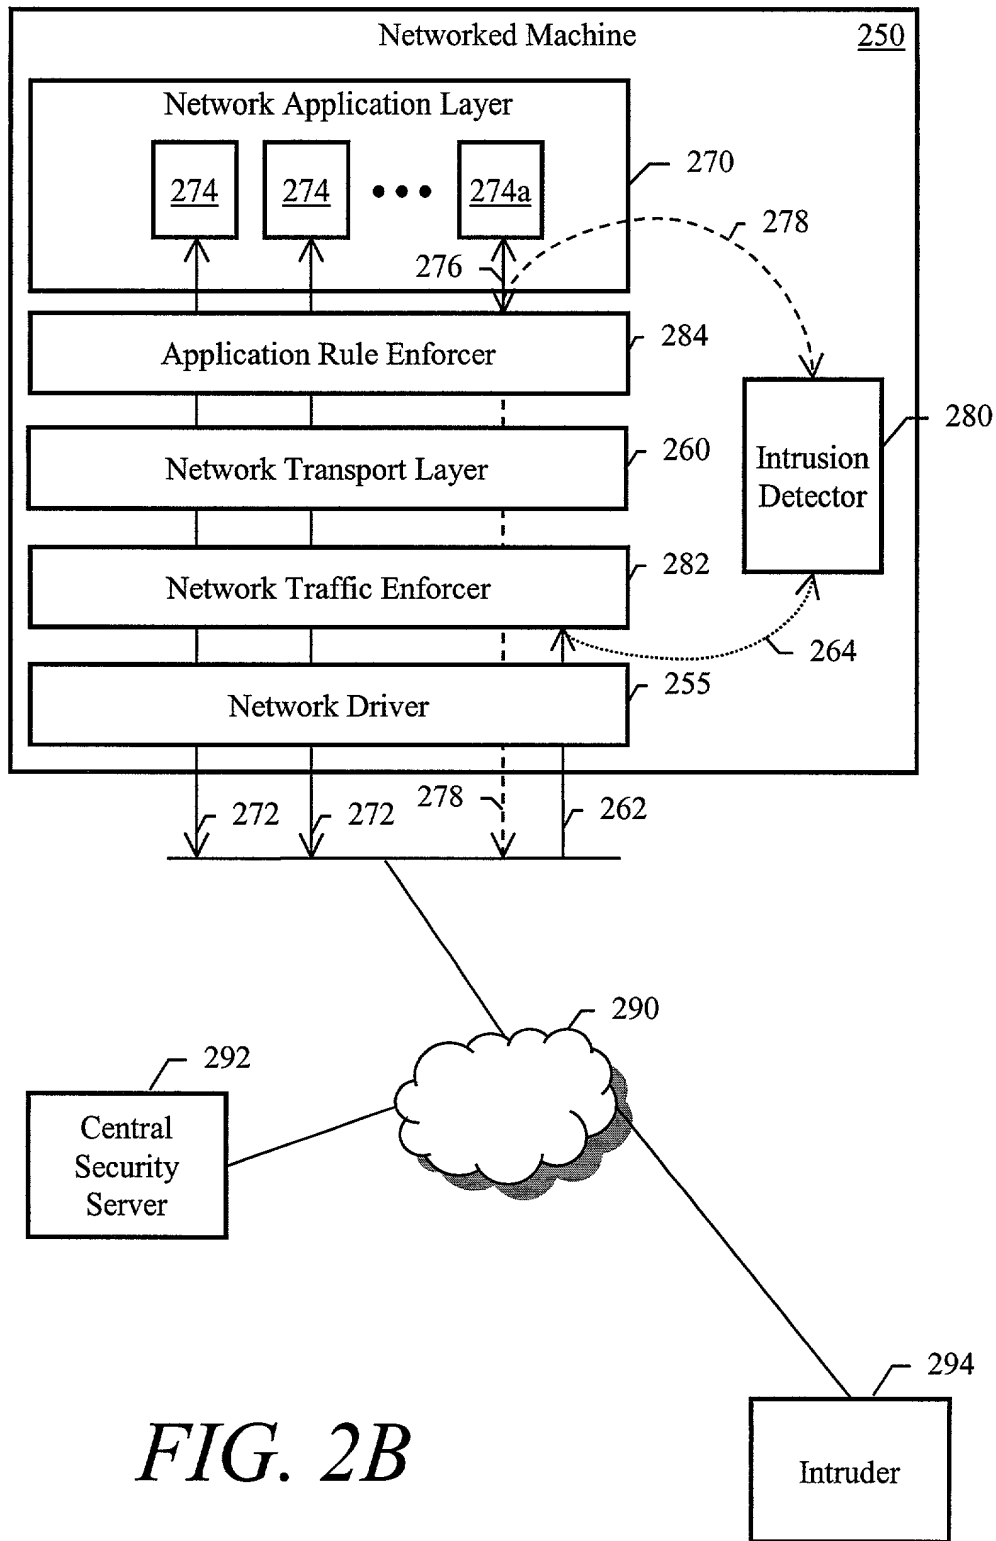 Networked Machine 250
Network Application Layer
274 274 ••• 274a
270
278
276
Application Rule Enforcer
284
Network Transport Layer
260
Intrusion
Detector
280
Network Traffic Enforcer
282
264
Network Driver
255
272 272 278 262
290
292
Central
Security
Server
294
Intruder
FIG. 2B